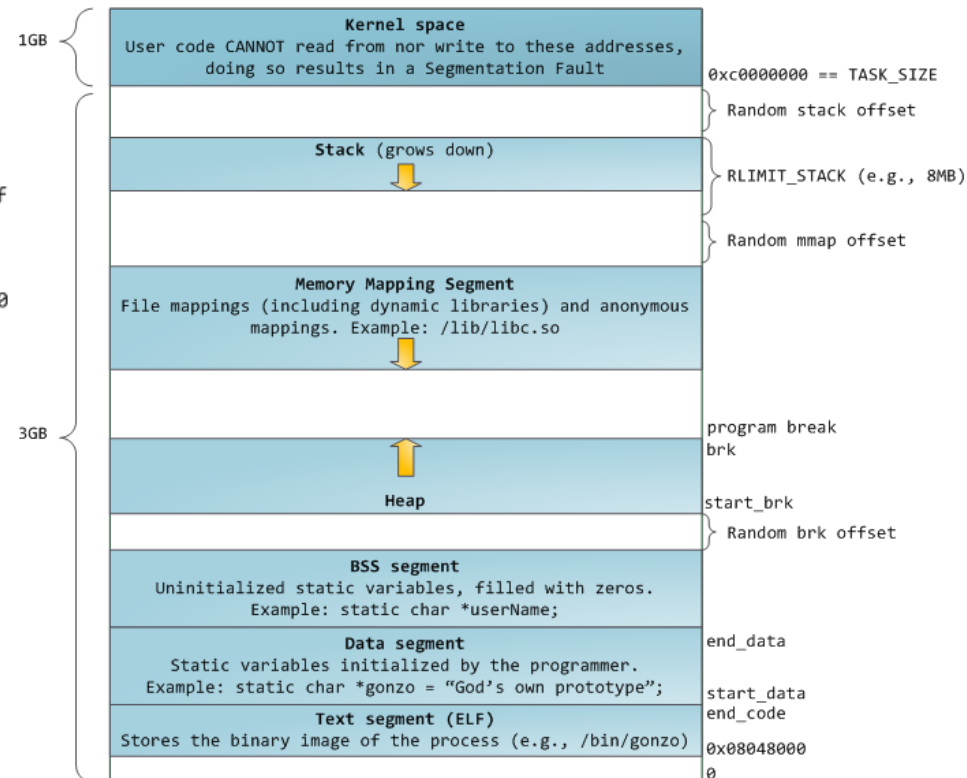 Kernel space
1GB
User code CANNOT read from nor write to these addresses,
doing so results in a Segmentation Fault
0xc0000000 == TASK_SIZE
Random stack offset
Stack (grows down)
RLIMIT_STACK (e.g., 8MB)
f
Random mmap offset
Memory Mapping Segment
0
File mappings (including dynamic libraries) and anonymous
mappings. Example: /lib/libc.so
3GB
program break
brk
Heap
start_brk
Random brk offset
BSS segment
Uninitialized static variables, filled with zeros.
Example: static char *userName;
Data segment
end_data
Static variables initialized by the programmer.
Example: static char *gonzo = “God’s own prototype”;
start_data
end_code
Text segment (ELF)
Stores the binary image of the process (e.g., /bin/gonzo)
0x08048000
0